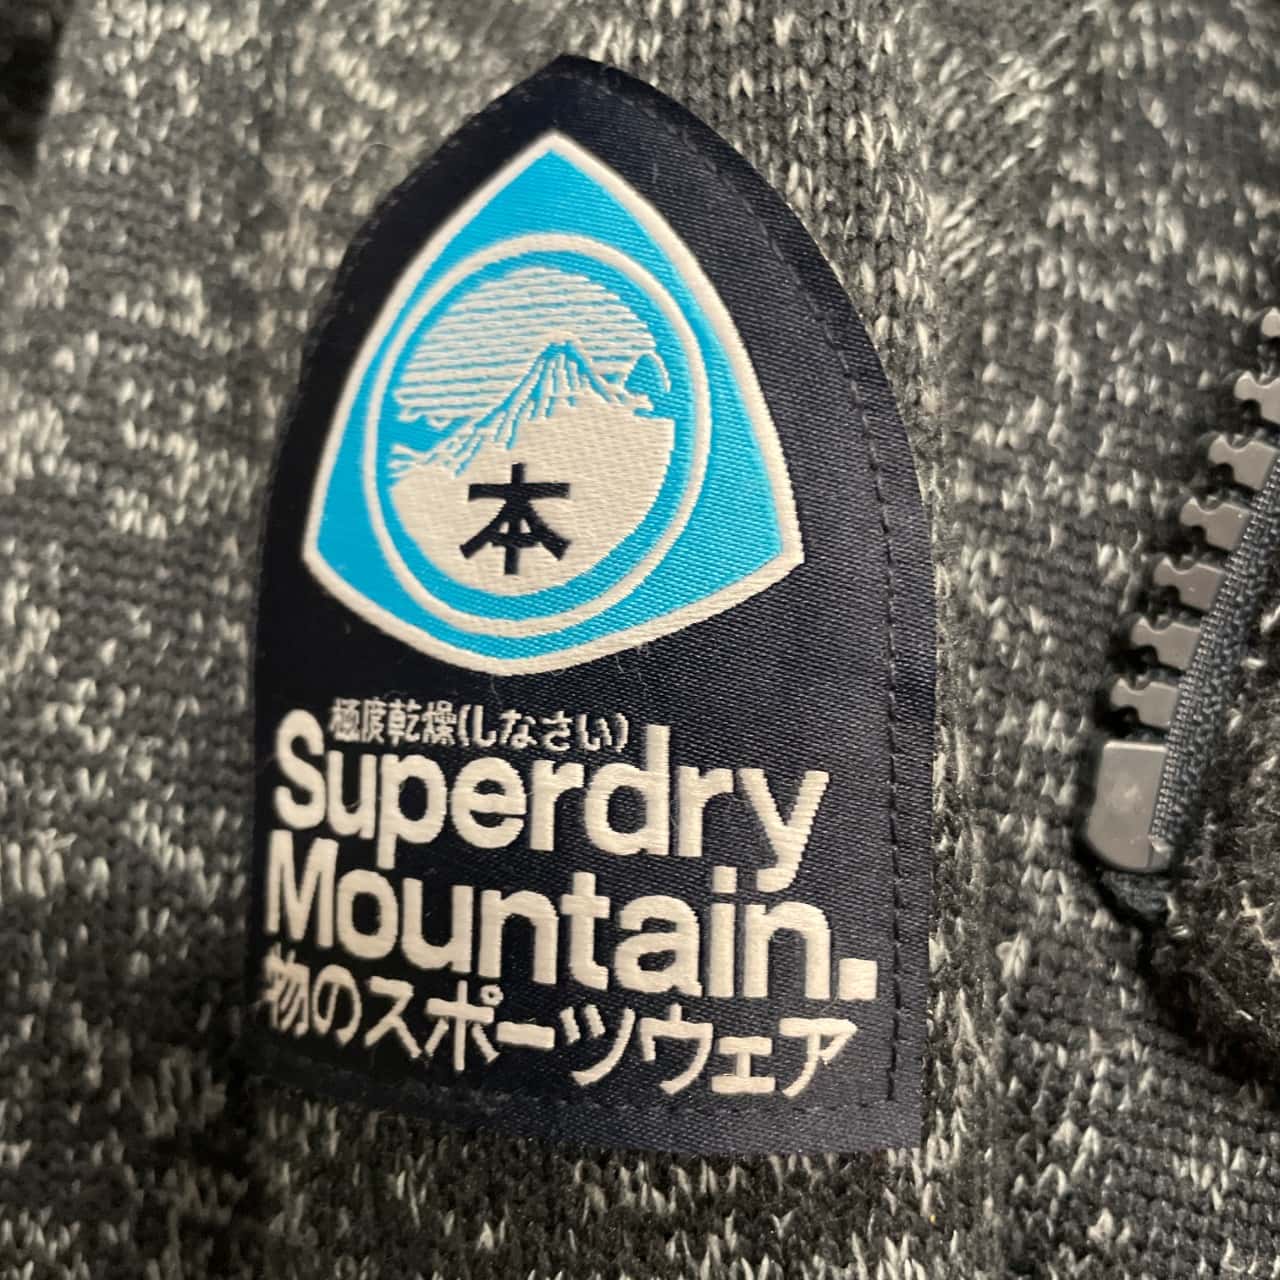 本
極度乾燥(しなさい)
Superdry
Mountain.
物のスポーツウェア